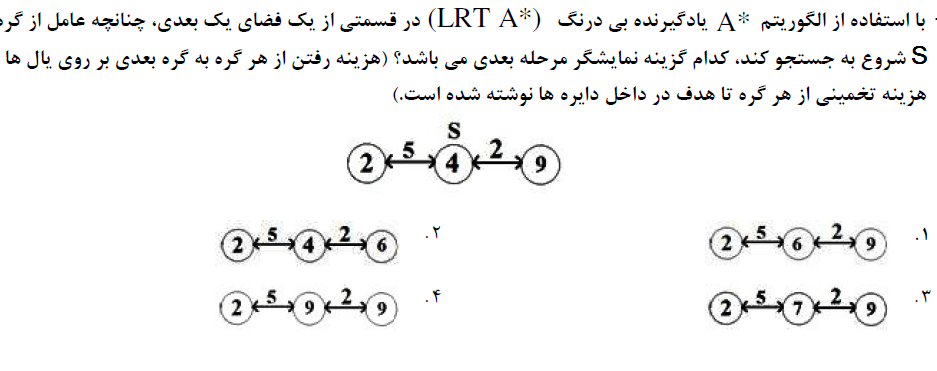 با استفاده از الگوریتم A* یادگیرنده بی درنگ (LRT A*) در قسمتی از یک فضای یک بعدی، چنانچه عامل از گره
S شروع به جستجو کند، کدام گزینه نمایشگر مرحله بعدی می باشد؟ (هزینه رفتن از هر گره به گره بعدی بر روی یال ها
هزینه تخمینی از هر گره تا هدف در داخل دایره ها نوشته شده است.)
S
2 5 4 2 9
۱. 2 5 6 2 9
۲. 2 5 4 2 6
۳. 2 5 7 2 9
۴. 2 5 9 2 9